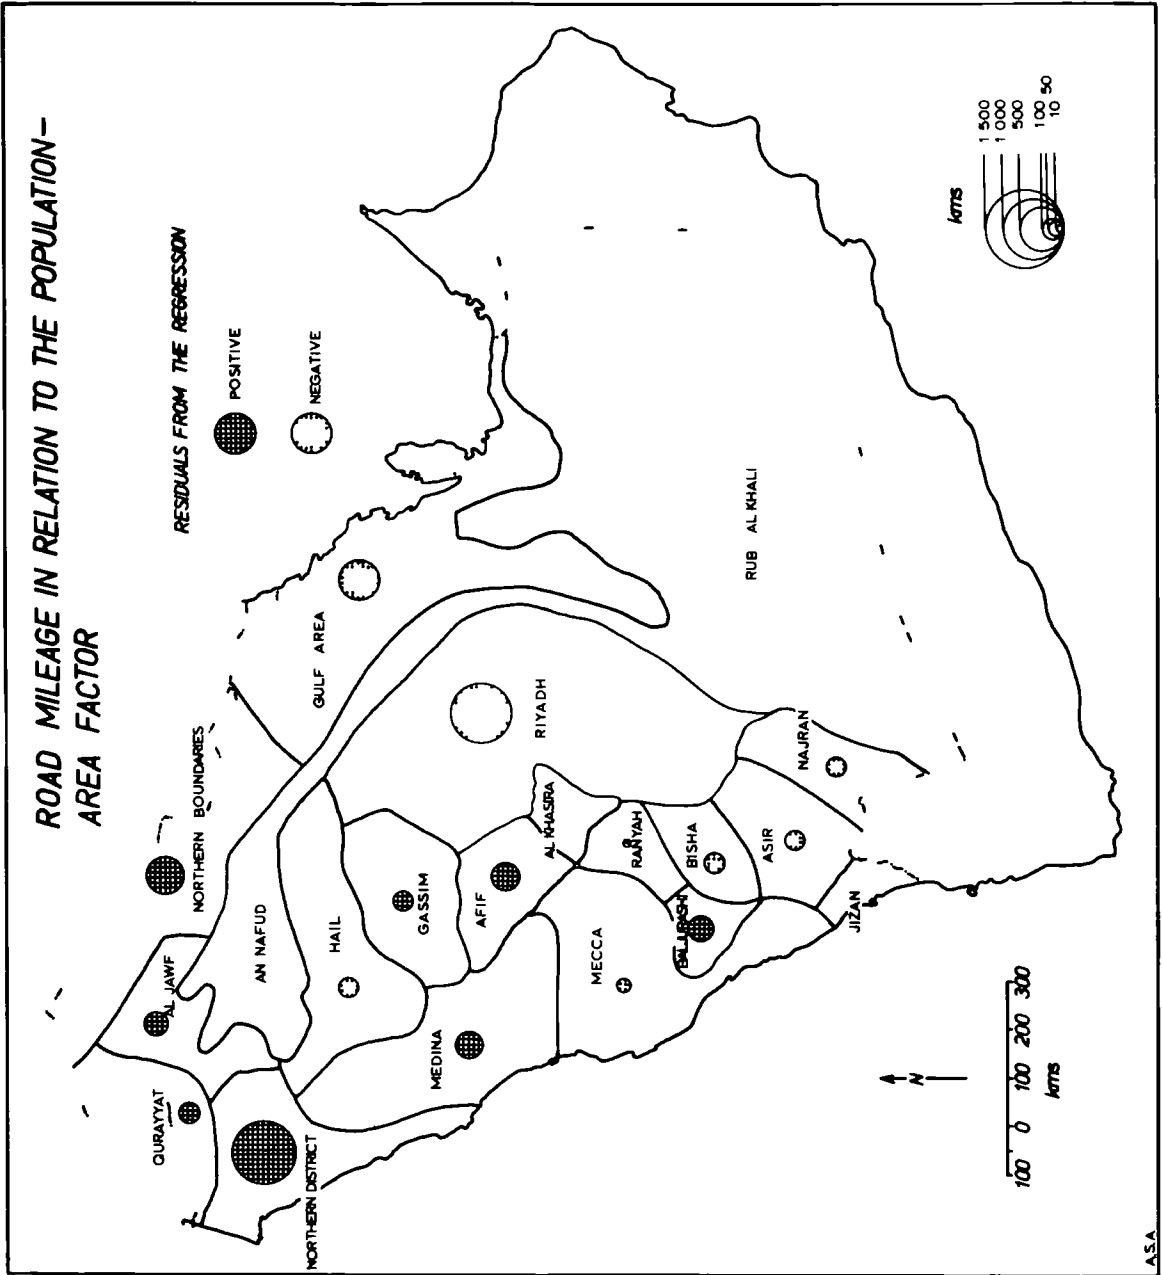 ROAD MILEAGE IN RELATION TO THE POPULATION–
AREA FACTOR
RESIDUALS FROM THE REGRESSION
POSITIVE
NEGATIVE
QURAYYAT
AL JAWF
NORTHERN BOUNDARIES
NORTHERN DISTRICT
AN NAFUD
HAIL
GULF AREA
GASSIM
MEDINA
AFIF
RIYADH
AL KHASIRA
MECCA
RANYAH
BALJURASHI
BISHA
ASIR
NAJRAN
JIZAN
RUB AL KHALI
kms
1 500
1 000
500
100
50
10
N
100 0 100 200 300
kms
A.S.A